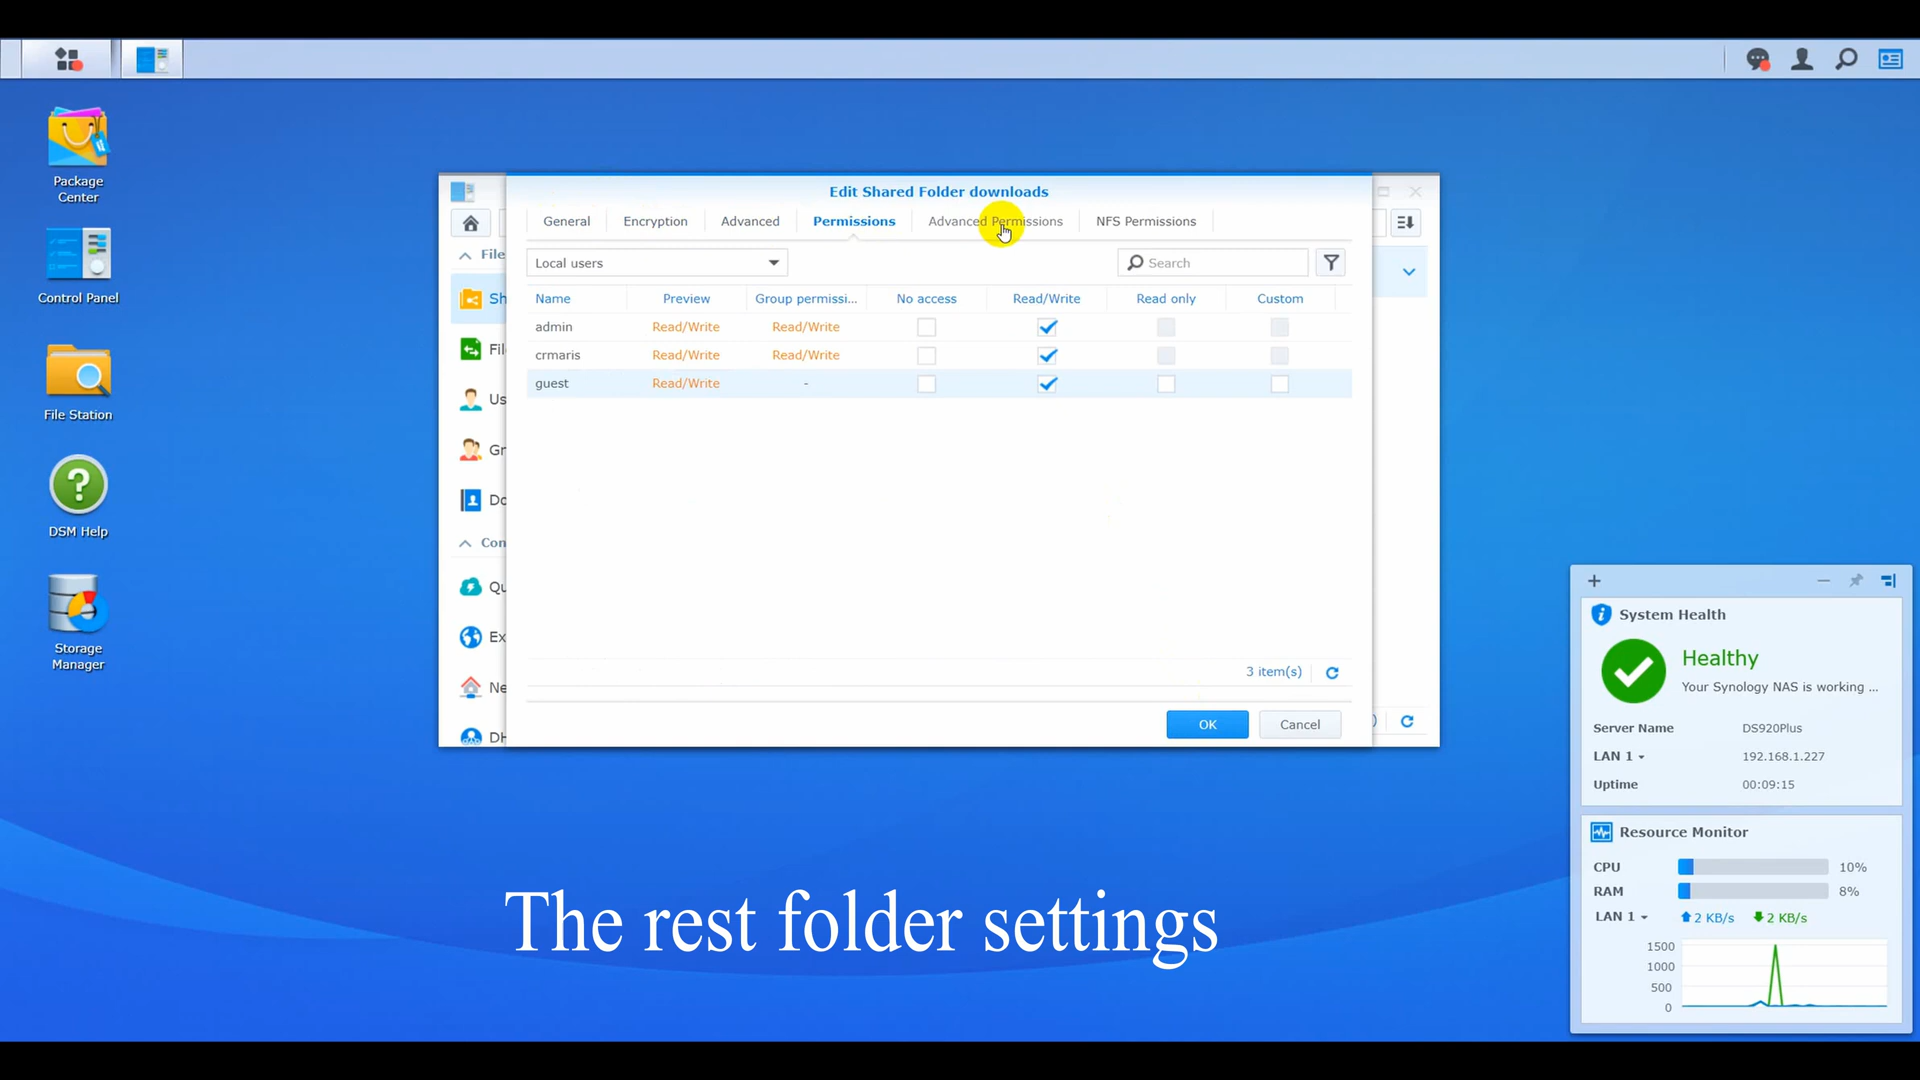 Package
Center
Control Panel
File Station
DSM Help
Storage
Manager
Edit Shared Folder downloads
General
Encryption
Advanced
Permissions
Advanced Permissions
NFS Permissions
File
Sh
Fil
Us
Gr
Do
Con
Qu
Ex
Ne
DH
Local users
Search
Name Preview Group permissi... No access Read/Write Read only Custom
admin Read/Write Read/Write
crmaris Read/Write Read/Write
guest Read/Write -
3 item(s)
)
OK
Cancel
System Health
Healthy
Your Synology NAS is working ...
Server Name DS920Plus
LAN 1 192.168.1.227
Uptime 00:09:15
Resource Monitor
CPU 10%
RAM 8%
LAN 1 2 KB/s 2 KB/s
1500
1000
500
0
The rest folder settings